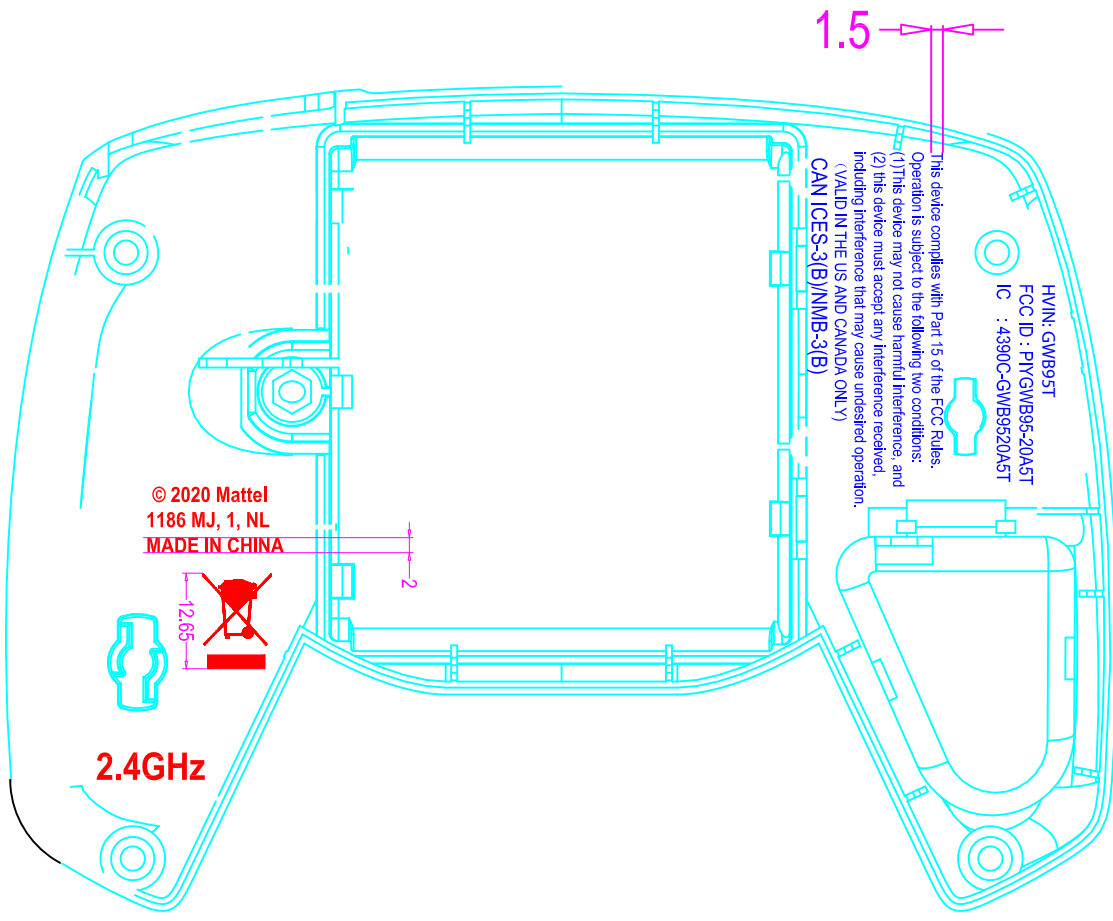 1.5
This device complies with Part 15 of the FCC Rules.
Operation is subject to the following two conditions:
(1)This device may not cause harmful interference, and
(2) this device must accept any interference received,
including interference that may cause undesired operation.
(VALID IN THE US AND CANADA ONLY)
CAN ICES-3(B)/NMB-3(B)
HVIN: GWB95T
FCC ID : PIYGWB95-20A5T
IC : 4390C-GWB9520A5T
© 2020 Mattel
1186 MJ, 1, NL
MADE IN CHINA
2
12.65
2.4GHz